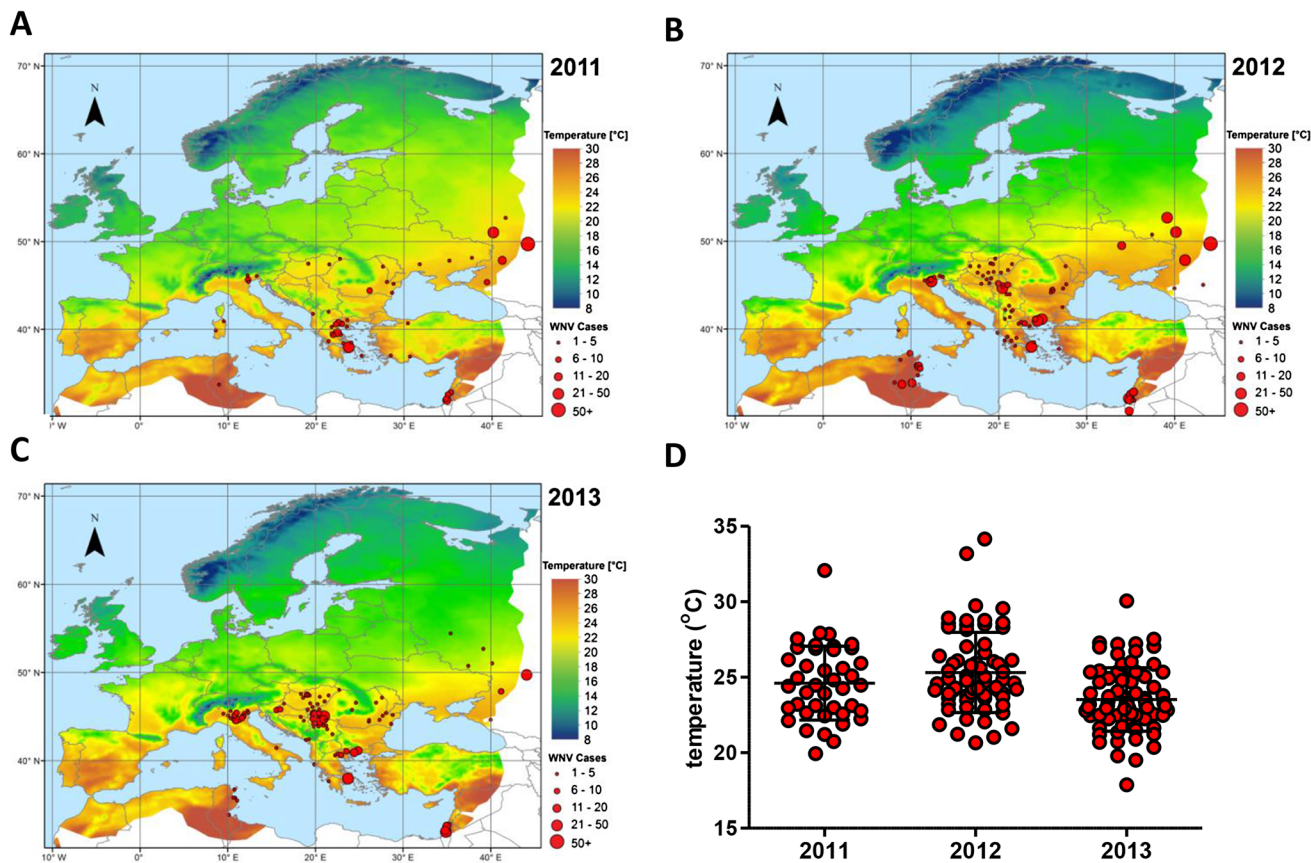 A
2011
N
70° N
60° N
50° N
40° N
1° W 0° 10° E 20° E 30° E 40° E
Temperature [°C]
30
28
26
24
22
20
18
16
14
12
10
8
WNV Cases
1 - 5
6 - 10
11 - 20
21 - 50
50+
B
2012
N
70° N
60° N
50° N
40° N
10° W 0° 10° E 20° E 30° E 40° E
Temperature [°C]
30
28
26
24
22
20
18
16
14
12
10
8
WNV Cases
1 - 5
6 - 10
11 - 20
21 - 50
50+
C
2013
N
70° N
60° N
50° N
40° N
10° W 0° 10° E 20° E 30° E 40° E
Temperature [°C]
30
28
26
24
22
20
18
16
14
12
10
8
WNV Cases
1 - 5
6 - 10
11 - 20
21 - 50
50+
D
temperature (°C)
35
30
25
20
15
2011 2012 2013